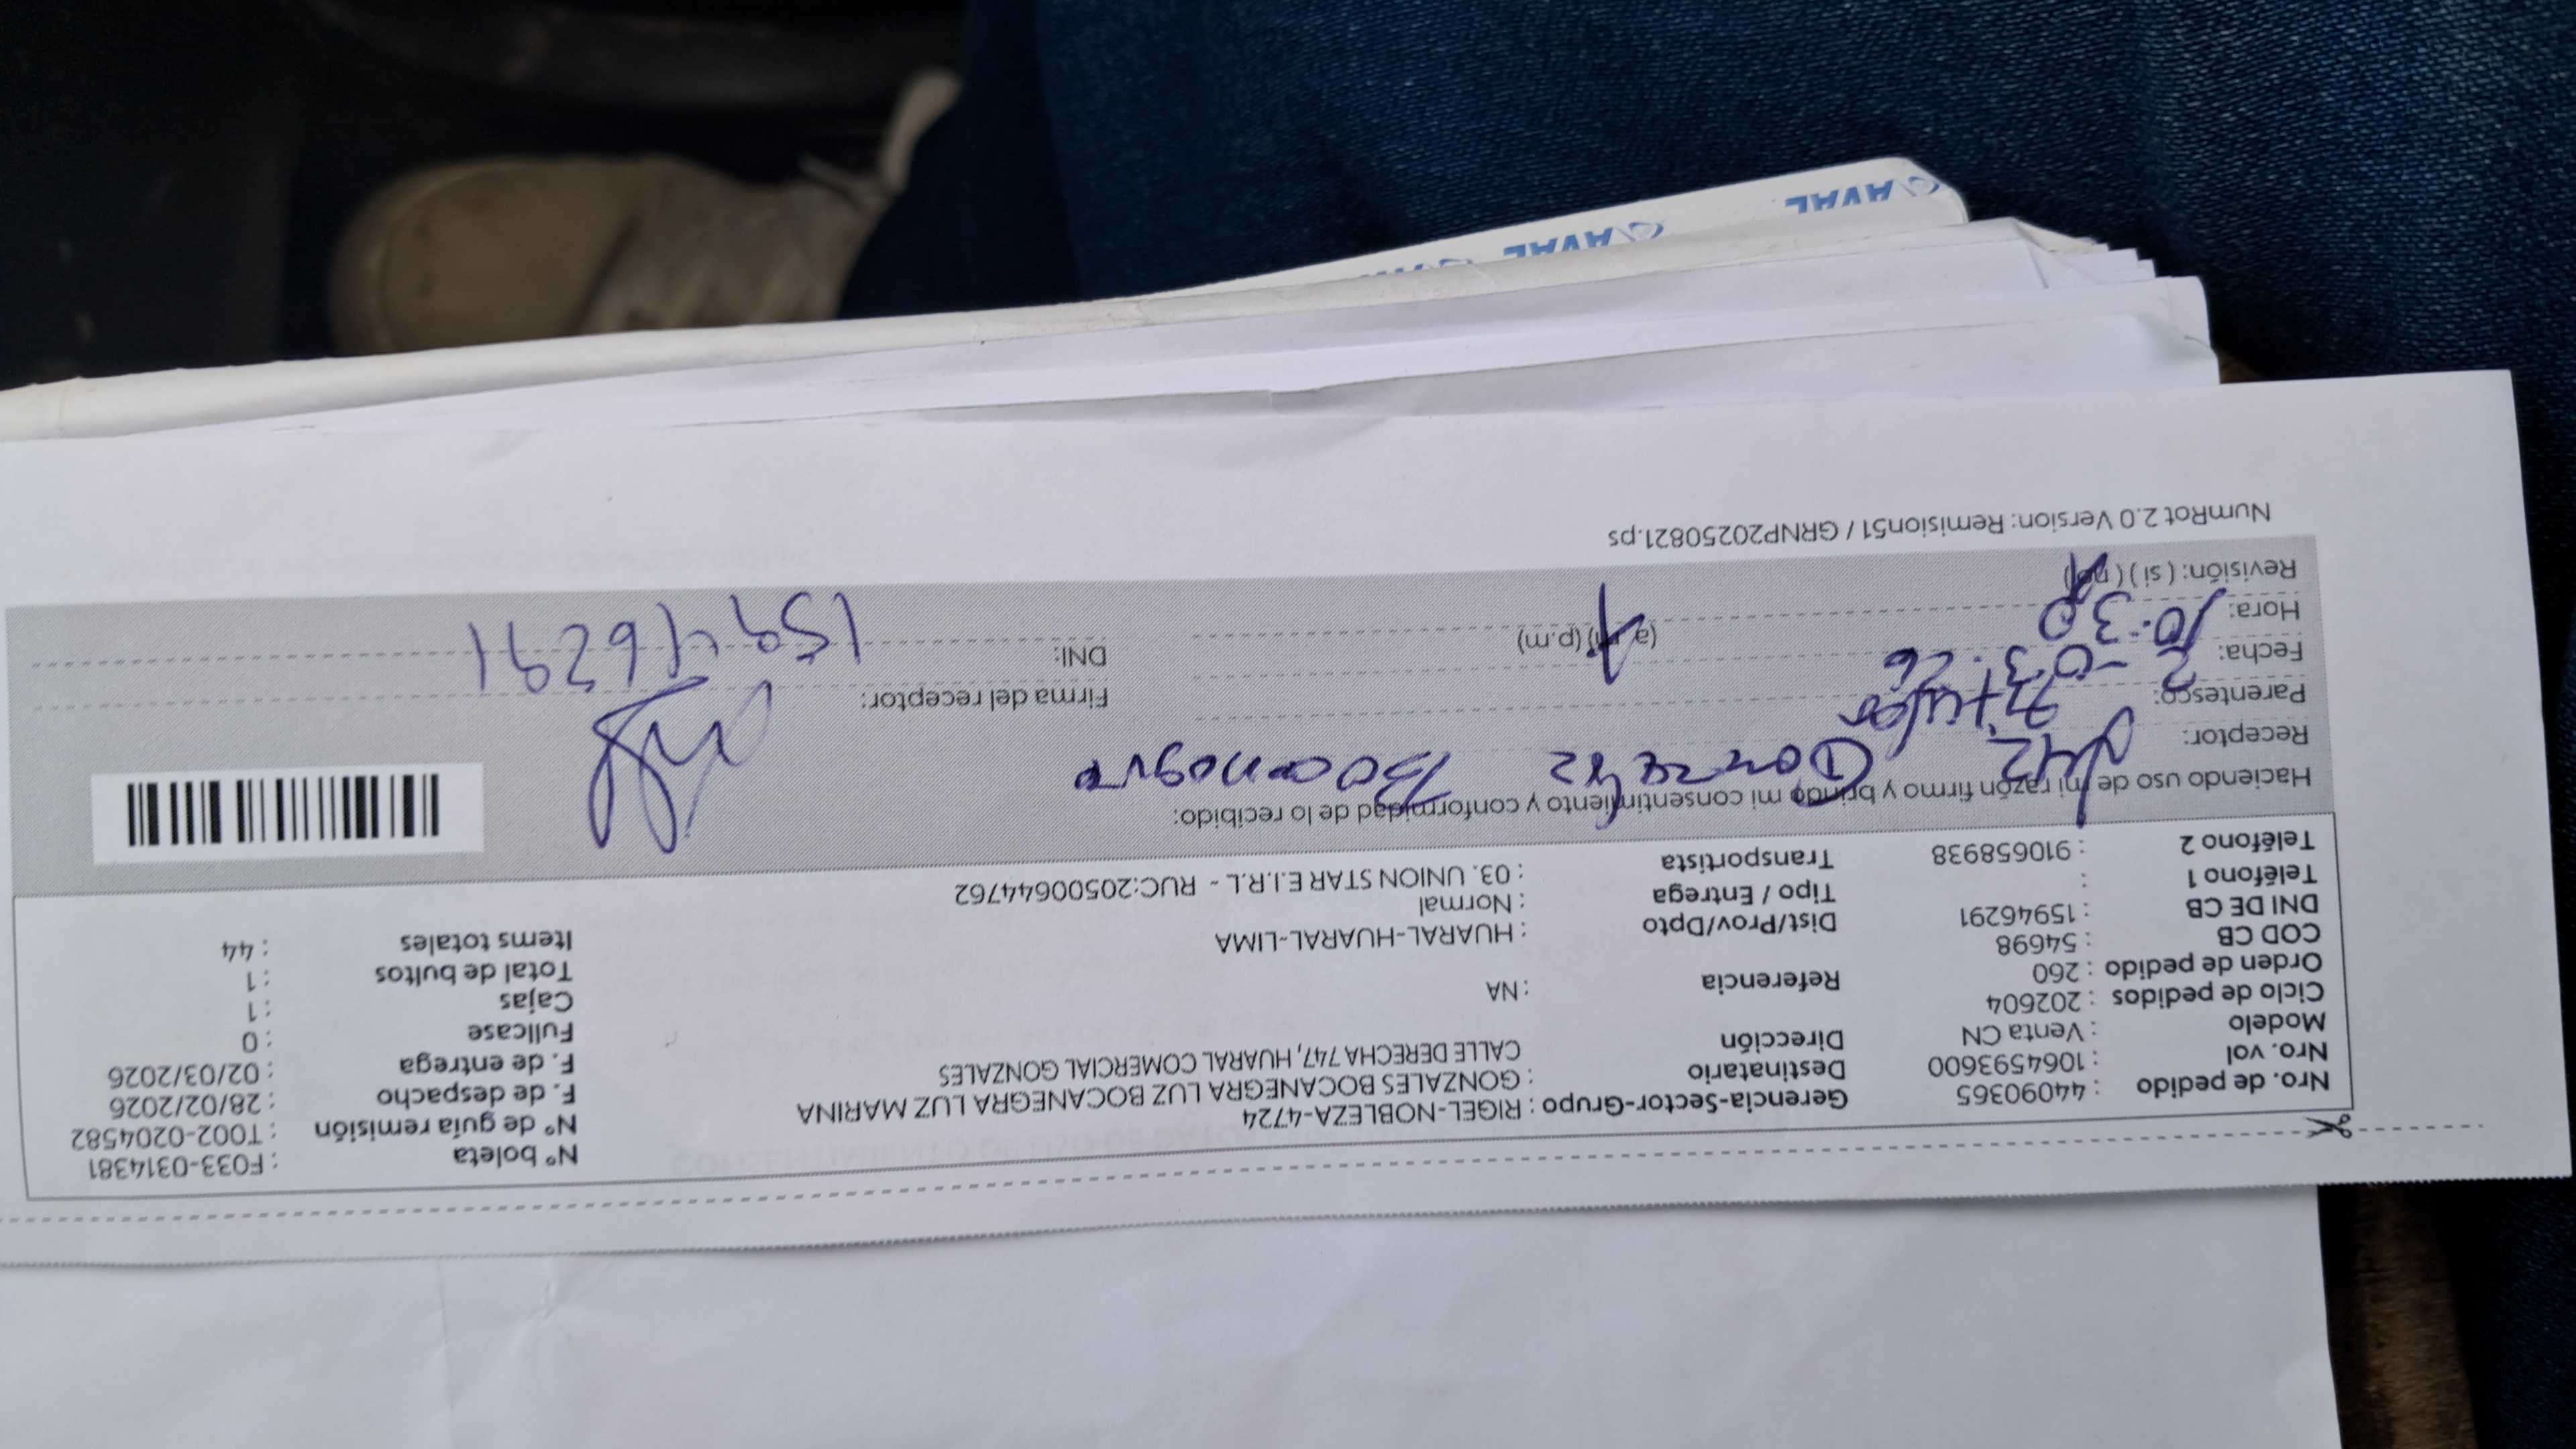 Nro. de pedido : 44090365
Nro. vol : 1064593600
Modelo : Venta CN
Ciclo de pedidos : 202604
Orden de pedido : 260
COD CB : 54698
DNI DE CB : 15946291
Teléfono 1 :
Teléfono 2 : 910658938
Gerencia-Sector-Grupo : RIGEL-NOBLEZA-4724
Destinatario : GONZALES BOCANEGRA LUZ BOCANEGRA LUZ MARINA
Dirección : CALLE DERECHA 747, HUARAL COMERCIAL GONZALES
Referencia : NA
Dist/Prov/Dpto : HUARAL-HUARAL-LIMA
Tipo / Entrega : Normal
Transportista : 03. UNION STAR E.I.R.L - RUC:20500644762
N° boleta : F033-0314381
N° de guía remisión : T002-0204582
F. de despacho : 28/02/2026
F. de entrega : 02/03/2026
Fullcase : 0
Cajas : 1
Total de bultos : 1
Items totales : 44
Haciendo uso de mi razón firmo y brindo mi consentimiento y conformidad de lo recibido:
Receptor: Luz Gonzales Bocanegra
Parentesco: Titular
Fecha: 2-03-26
Hora: 10:30 (a.m) (p.m)
Revisión: ( si ) ( no )
Firma del receptor:
DNI: 15946291
NumRot 2.0 Version: Remision51 / GRNP20250821.ps
AVAL
AVAL